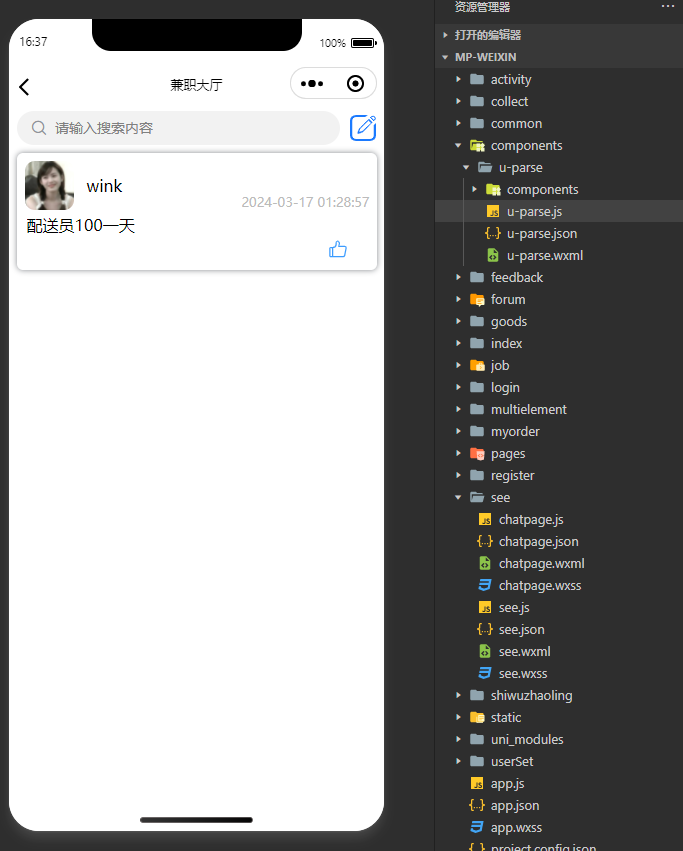 16:37
100%
兼职大厅
请输入搜索内容
wink
2024-03-17 01:28:57
配送员100一天
资源管理器
打开的编辑器
MP-WEIXIN
activity
collect
common
components
u-parse
components
u-parse.js
u-parse.json
u-parse.wxml
feedback
forum
goods
index
job
login
multielement
myorder
pages
register
see
chatpage.js
chatpage.json
chatpage.wxml
chatpage.wxss
see.js
see.json
see.wxml
see.wxss
shiwuzhaoling
static
uni_modules
userSet
app.js
app.json
app.wxss
project.config.json